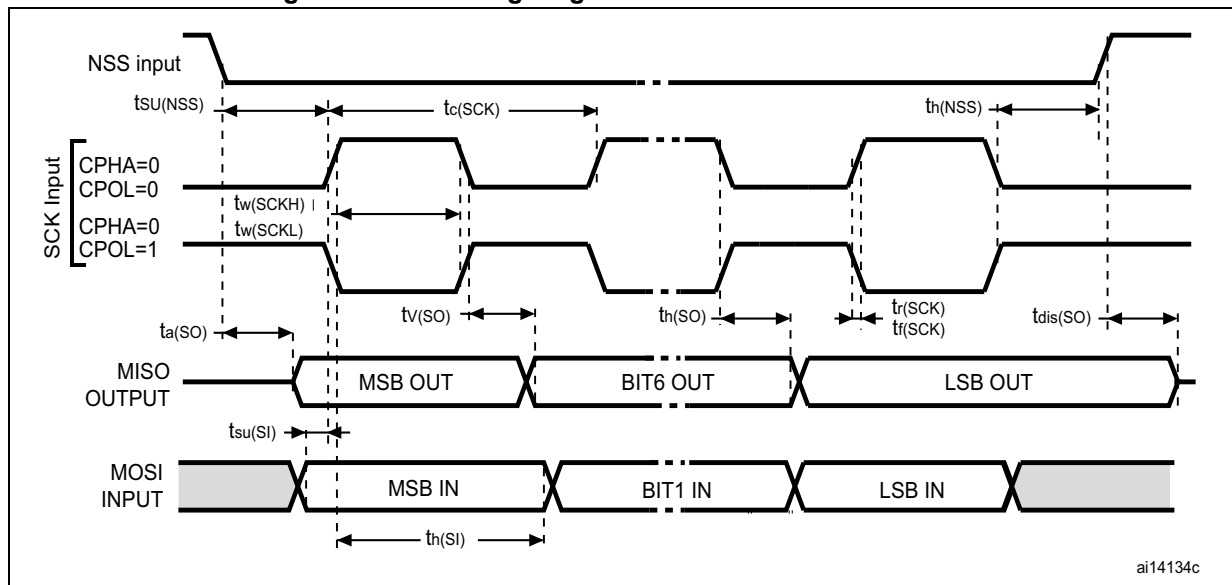 NSS input
tSU(NSS)
tc(SCK)
th(NSS)
SCK Input
CPHA=0
CPOL=0
tw(SCKH)
CPHA=0
tw(SCKL)
CPOL=1
ta(SO)
tV(SO)
th(SO)
tr(SCK)
tf(SCK)
tdis(SO)
MISO
OUTPUT
MSB OUT
BIT6 OUT
LSB OUT
tsu(SI)
MOSI
INPUT
MSB IN
BIT1 IN
LSB IN
th(SI)
ai14134c